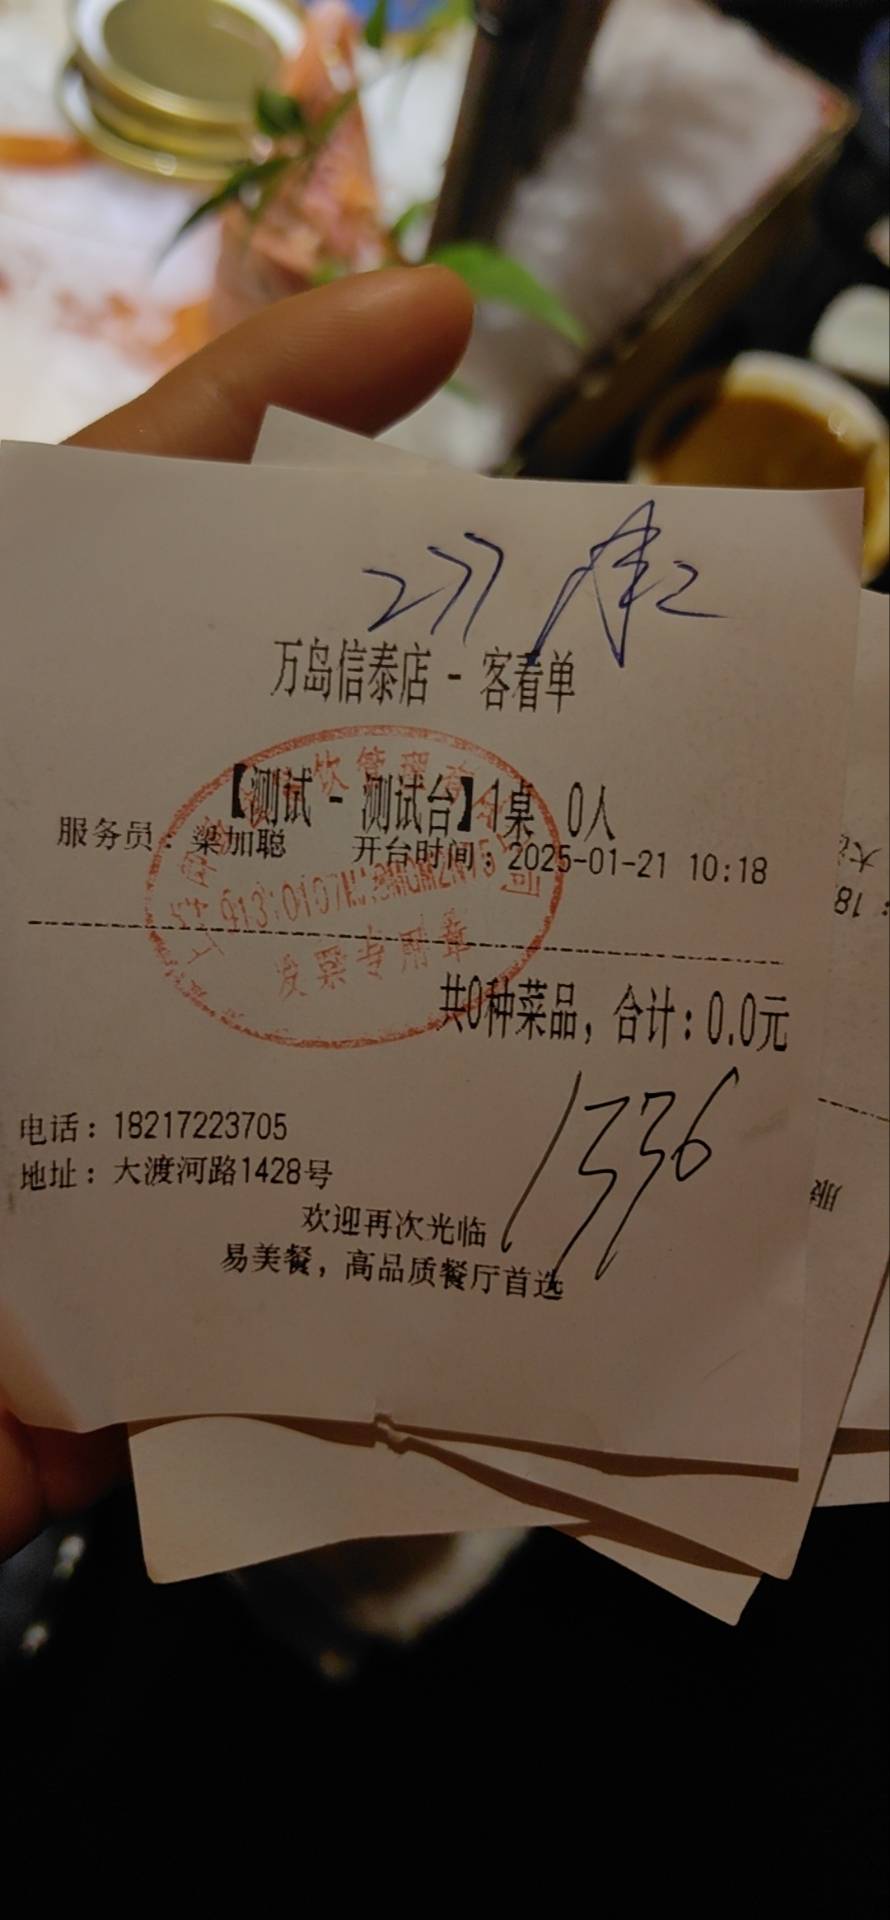 277
万岛信泰店 - 客看单
【测试 - 测试台】1桌 0人
服务员：梁加聪 开台时间：2025-01-21 10:18
发票专用章
共0种菜品，合计：0.0元
1336
电话：18217223705
地址：大渡河路1428号
欢迎再次光临
易美餐，高品质餐厅首选